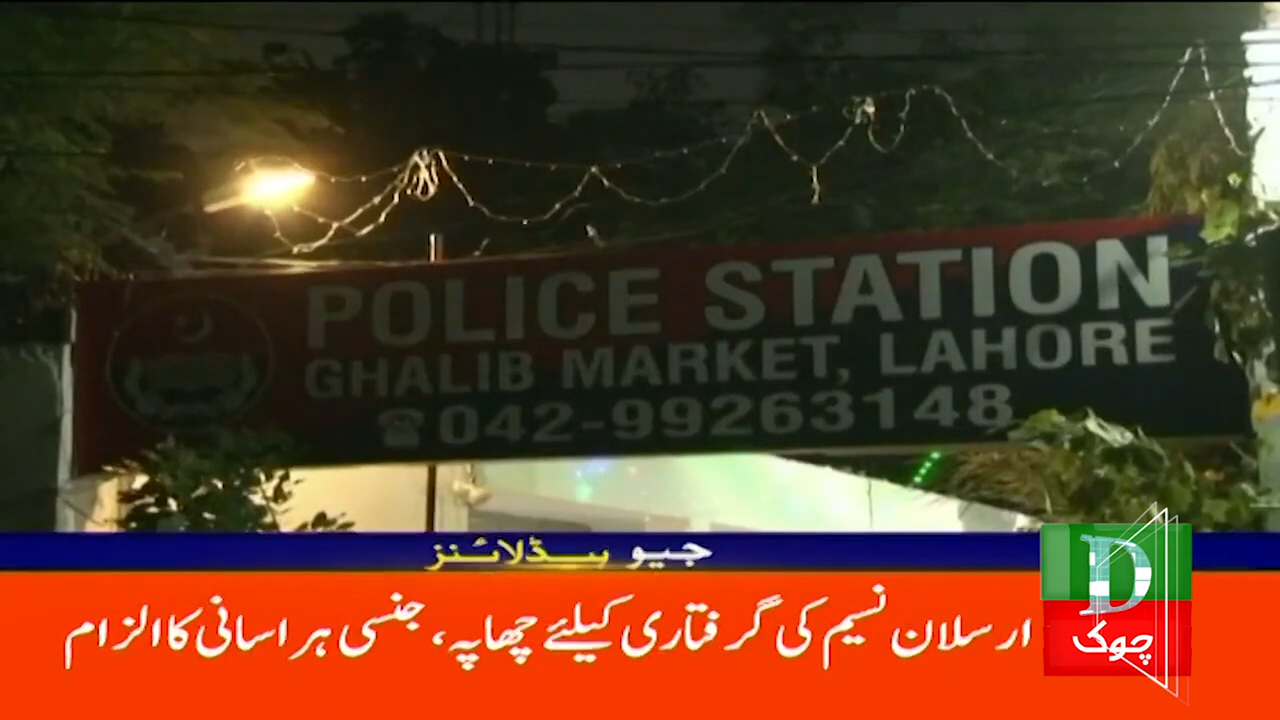 POLICE STATION
GHALIB MARKET, LAHORE
☎042-99263148
جیو ہیڈلائنز
ارسلان نسیم کی گرفتاری کیلئے چھاپہ، جنسی ہراسانی کا الزام
D
چوک